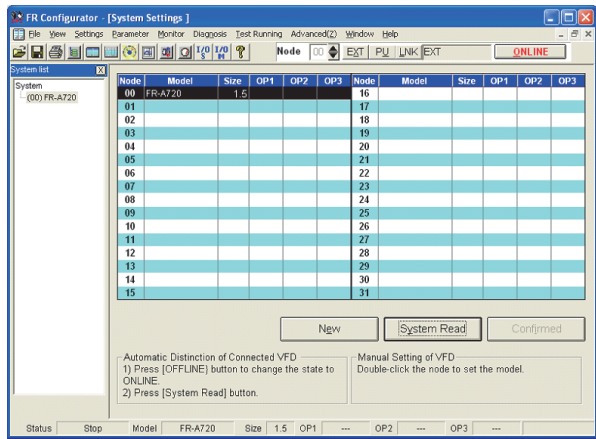 FR Configurator - [System Settings ]
File View Settings Parameter Monitor Diagnosis Test Running Advanced(Z) Window Help
I/O S I/O M ? Node 00 EXT PU LNK EXT ONLINE
System list X
System
(00) FR-A720
Node Model Size OP1 OP2 OP3 Node Model Size OP1 OP2 OP3
00 FR-A720 1.5 16
01 17
02 18
03 19
04 20
05 21
06 22
07 23
08 24
09 25
10 26
11 27
12 28
13 29
14 30
15 31
New System Read Confirmed
Automatic Distinction of Connected VFD Manual Setting of VFD
1) Press [OFFLINE} button to change the state to Double-click the node to set the model.
ONLINE.
2) Press [System Read] button.
Status Stop Model FR-A720 Size 1.5 OP1 --- OP2 --- OP3 ---